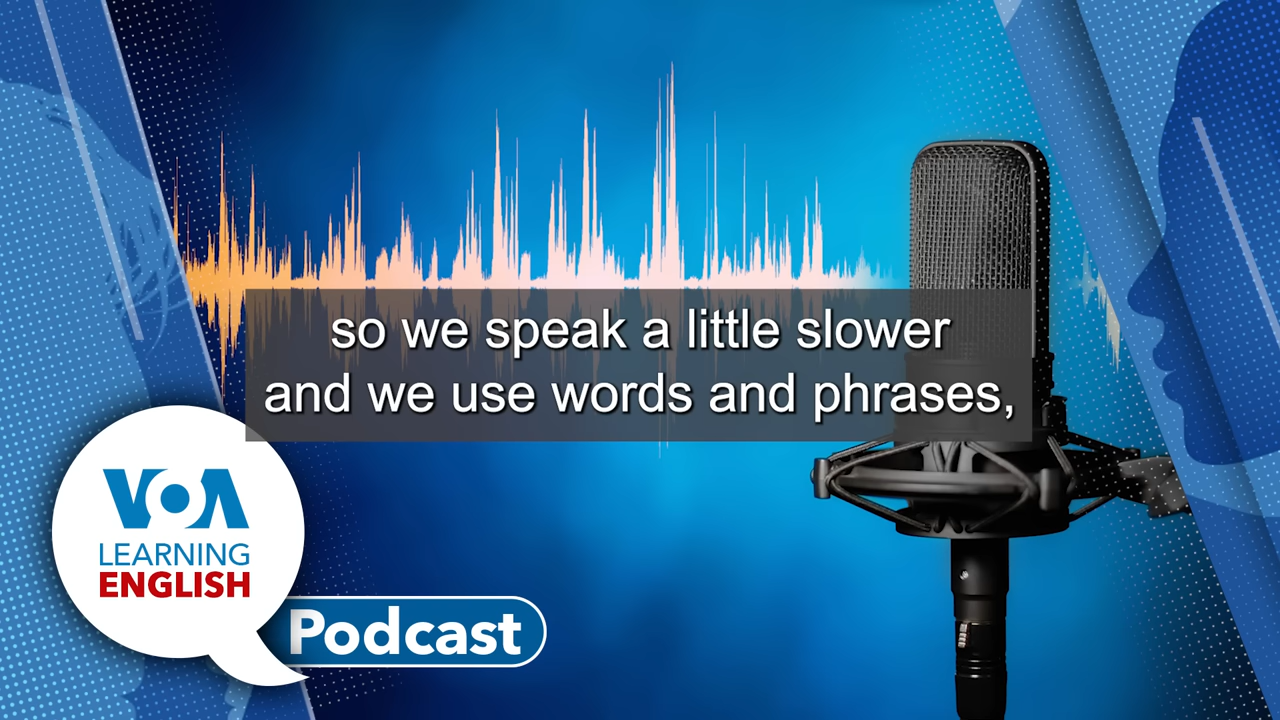 so we speak a little slower
and we use words and phrases,
VOA
LEARNING
ENGLISH
Podcast